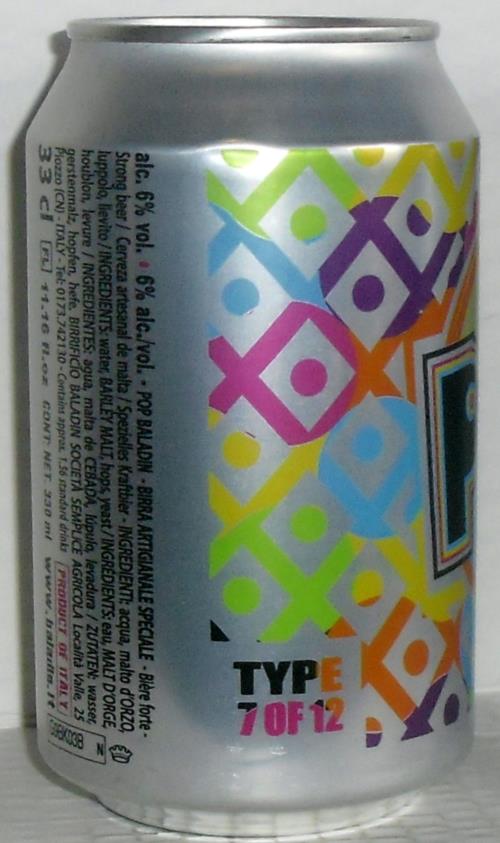 alc. 6% vol. • 6% alc./vol. - POP BALADIN - BIRRA ARTIGIANALE SPECIALE - Bière forte -
Strong beer / Cerveza artesanal de malta / Spezielles Kraftbier - INGREDIENTI: acqua, malto d'ORZO,
luppolo, lievito / INGREDIENTS: water, BARLEY MALT, hops, yeast / INGREDIENTS: eau, MALT D'ORGE,
houblon, levure / INGREDIENTES: agua, malta de CEBADA, lúpulo, levadura / ZUTATEN: wasser,
gerstenmalz, hopfen, hefe. BIRRIFICIO BALADIN SOCIETÀ SEMPLICE AGRICOLA Località Valle, 25
Piozzo (CN) - ITALY - Tel: 0173.742130 - Contains approx. 1.56 standard drinks
PRODUCT OF ITALY
33 cl 11.16 fl.oz CONT. NET. 330 ml www.baladin.it
N
TYPE
7 OF 12
P